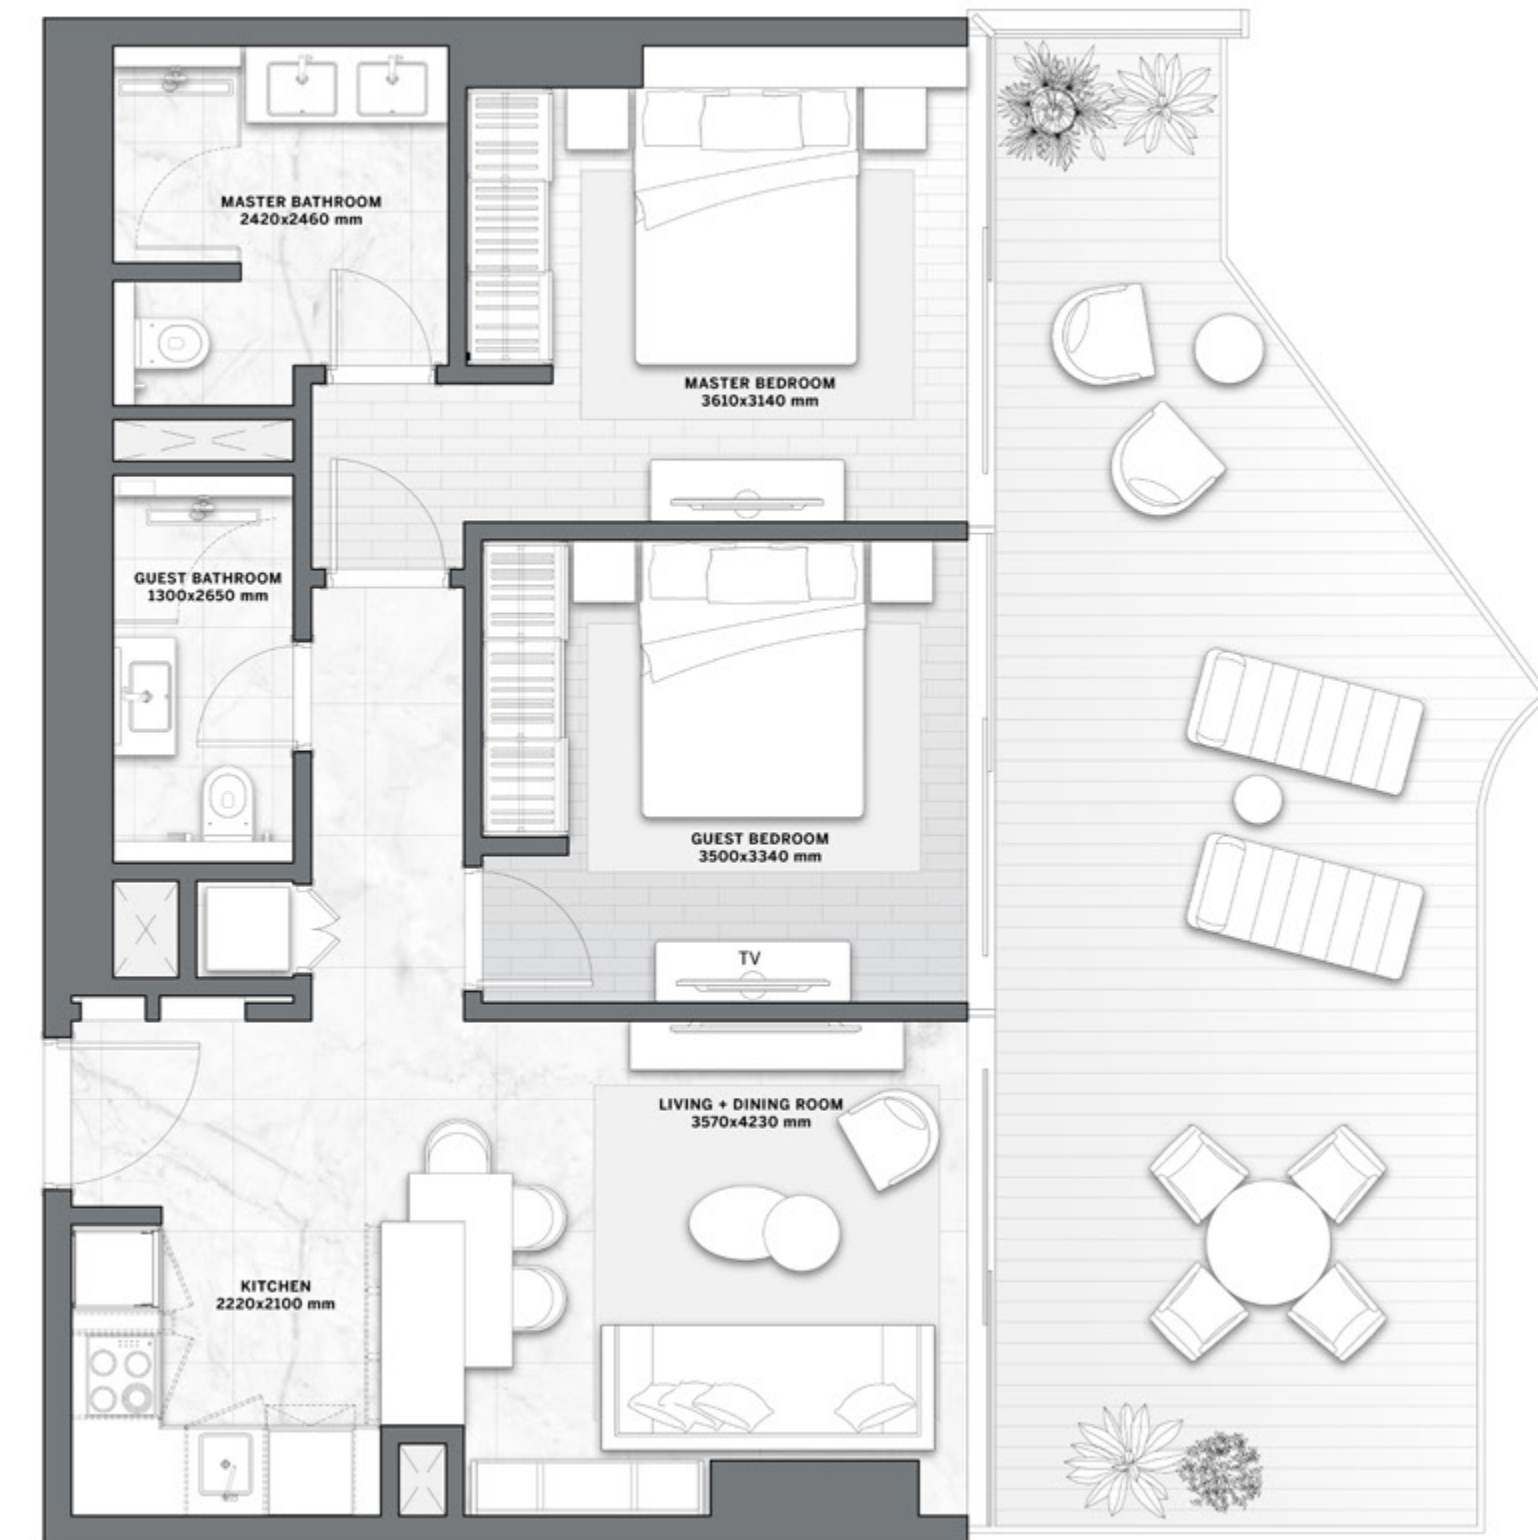 MASTER BATHROOM
2420x2460 mm
MASTER BEDROOM
3610x3140 mm
GUEST BATHROOM
1300x2650 mm
GUEST BEDROOM
3500x3340 mm
TV
LIVING + DINING ROOM
3570x4230 mm
KITCHEN
2220x2100 mm